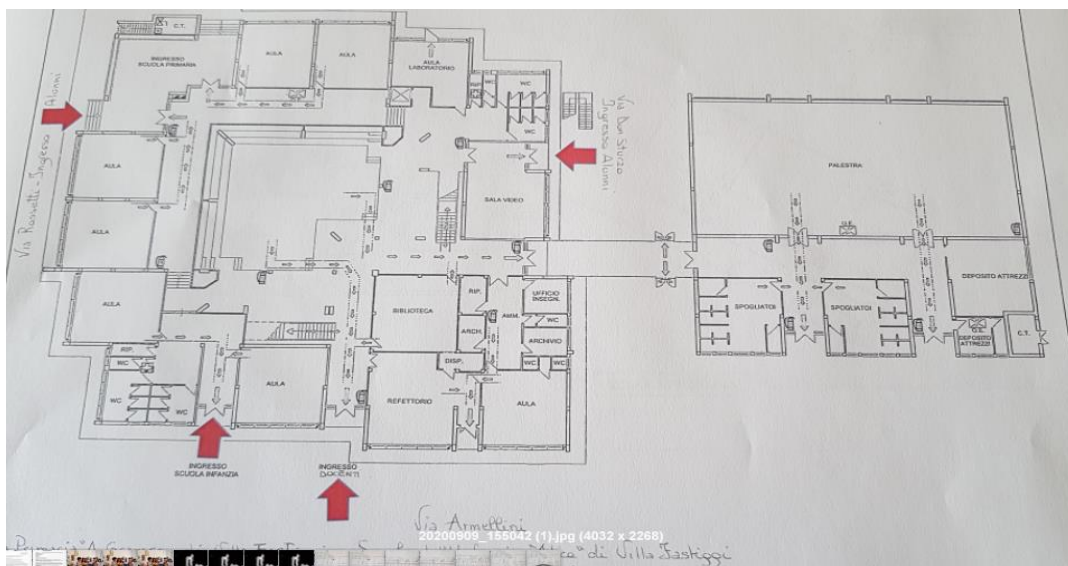 C.T.
INGRESSO
SCUOLA PRIMARIA
AULA
AULA
AULA
LABORATORIO
RIP.
WC
WC
WC
Via Rossetti - Ingresso Alunni
AULA
AULA
AULA
SALA VIDEO
Via Don Sturzo
Ingresso Alunni
PALESTRA
Q.E.
DEPOSITO ATTREZZI
SPOGLIATOI
SPOGLIATOI
Q.E.
DEPOSITO
ATTREZZI
C.T.
BIBLIOTECA
RIP.
ARCH.
AMM.
UFFICIO
INSEGN.
WC
ARCHIVIO
WC
WC
DISP.
REFETTORIO
AULA
RIP.
WC
WC
WC
AULA
INGRESSO
SCUOLA INFANZIA
INGRESSO
DOCENTI
Via Armellini
20200909_155042 (1).jpg (4032 x 2268)
di Villa Fastiggi